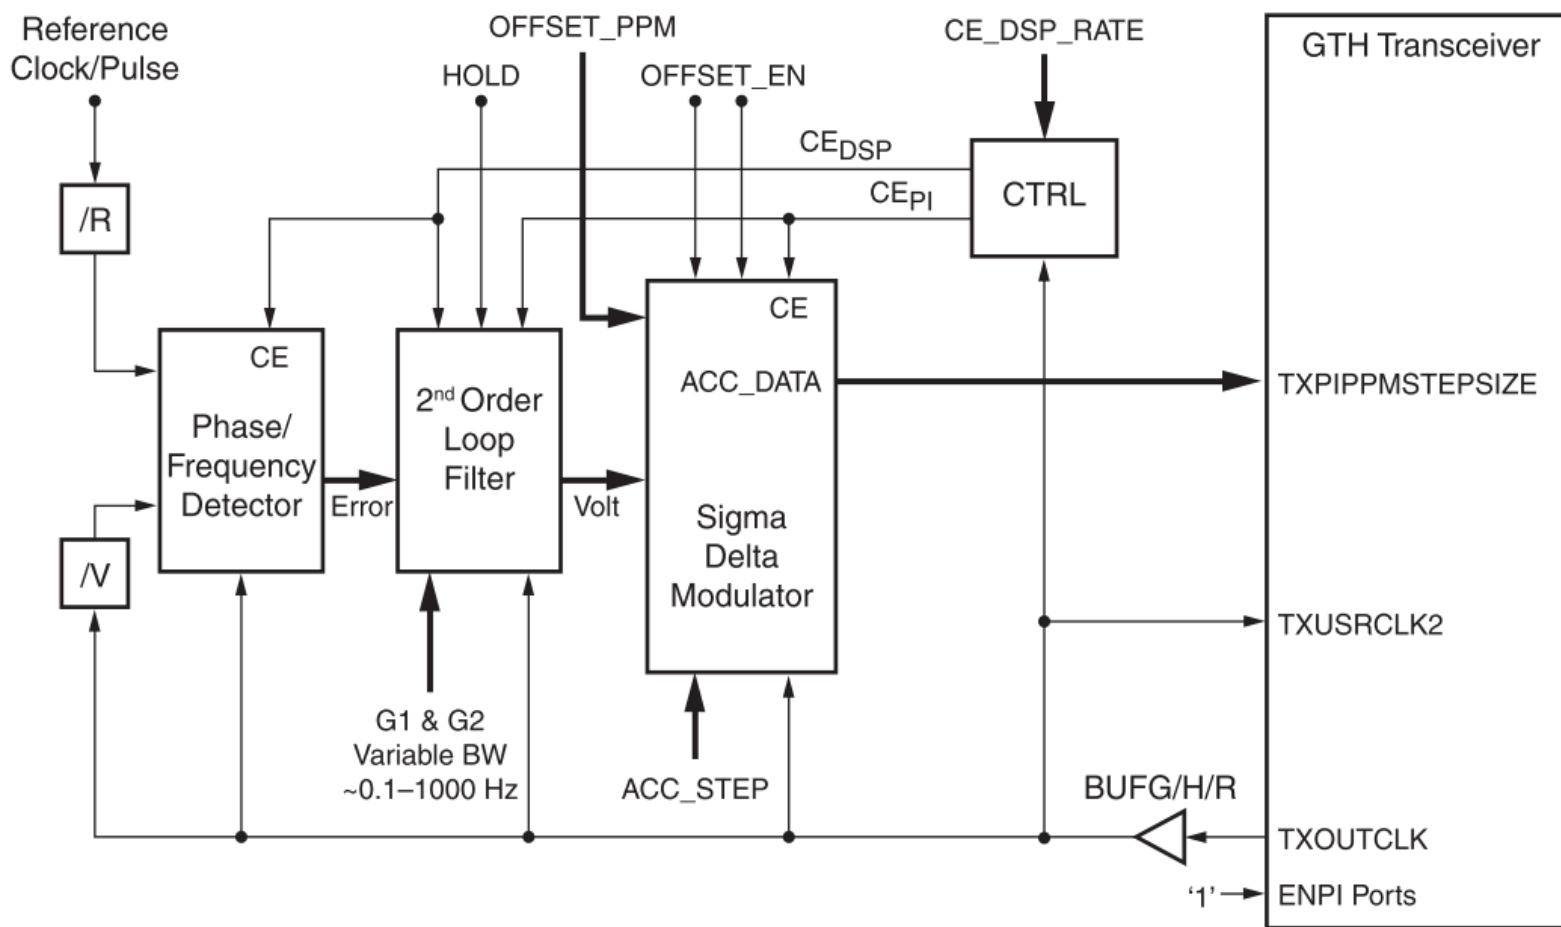 Reference
Clock/Pulse
OFFSET_PPM
HOLD
OFFSET_EN
CE_DSP_RATE
GTH Transceiver
CEDSP
CEPI
CTRL
/R
CE
CE
ACC_DATA
TXPIPPMSTEPSIZE
Phase/
Frequency
Detector
2nd Order
Loop
Filter
Error
Volt
Sigma
Delta
Modulator
/V
TXUSRCLK2
G1 & G2
Variable BW
~0.1–1000 Hz
ACC_STEP
BUFG/H/R
TXOUTCLK
‘1’
ENPI Ports